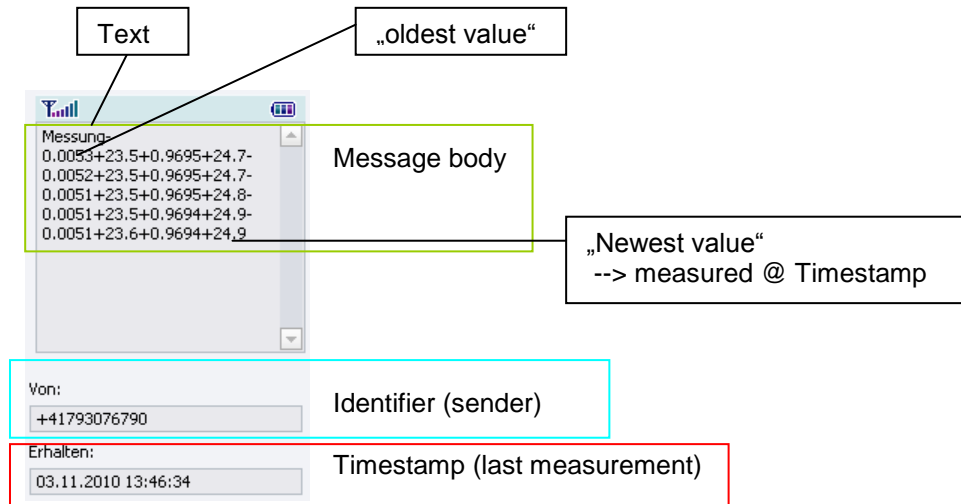 Text
„oldest value“
Messung-
0.0053+23.5+0.9695+24.7-
0.0052+23.5+0.9695+24.7-
0.0051+23.5+0.9695+24.8-
0.0051+23.5+0.9694+24.9-
0.0051+23.6+0.9694+24,9
Message body
„Newest value“
--> measured @ Timestamp
Von:
+41793076790
Identifier (sender)
Erhalten:
03.11.2010 13:46:34
Timestamp (last measurement)